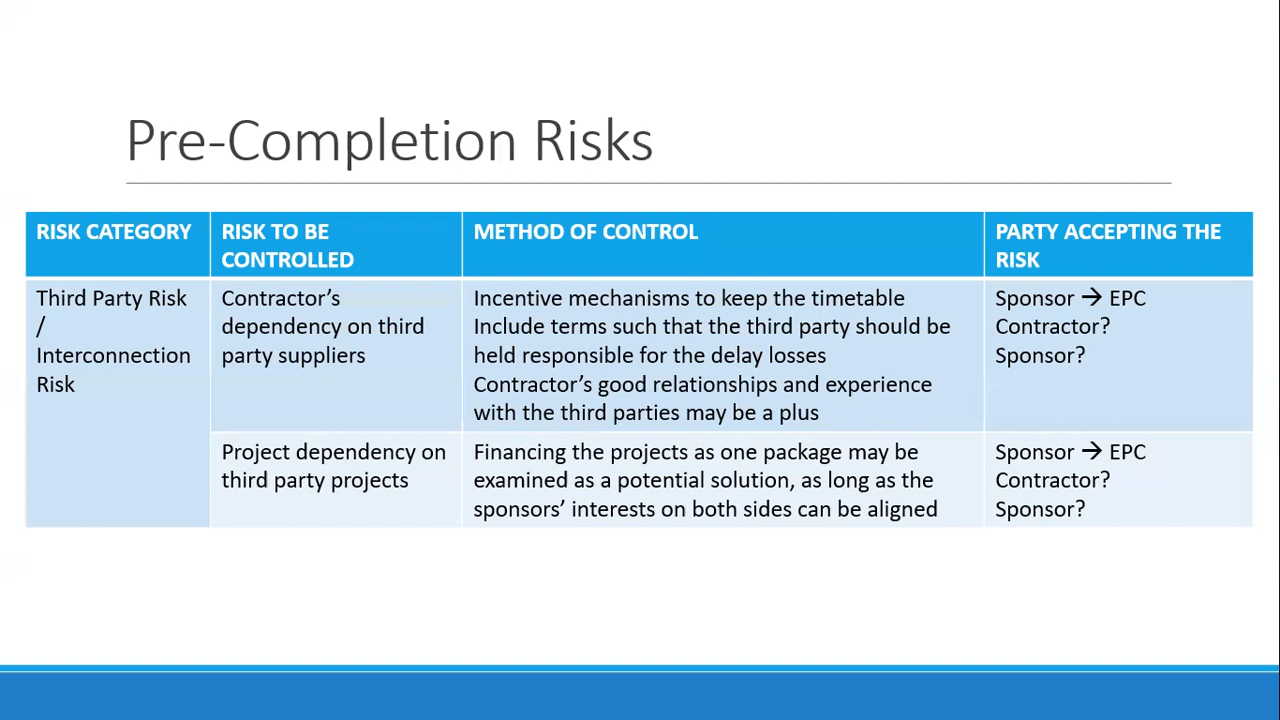 Pre-Completion Risks
RISK CATEGORY
RISK TO BE
CONTROLLED
METHOD OF CONTROL
PARTY ACCEPTING THE
RISK
Third Party Risk
/
Interconnection
Risk
Contractor’s
dependency on third
party suppliers
Incentive mechanisms to keep the timetable
Include terms such that the third party should be
held responsible for the delay losses
Contractor’s good relationships and experience
with the third parties may be a plus
Sponsor → EPC
Contractor?
Sponsor?
Project dependency on
third party projects
Financing the projects as one package may be
examined as a potential solution, as long as the
sponsors’ interests on both sides can be aligned
Sponsor → EPC
Contractor?
Sponsor?